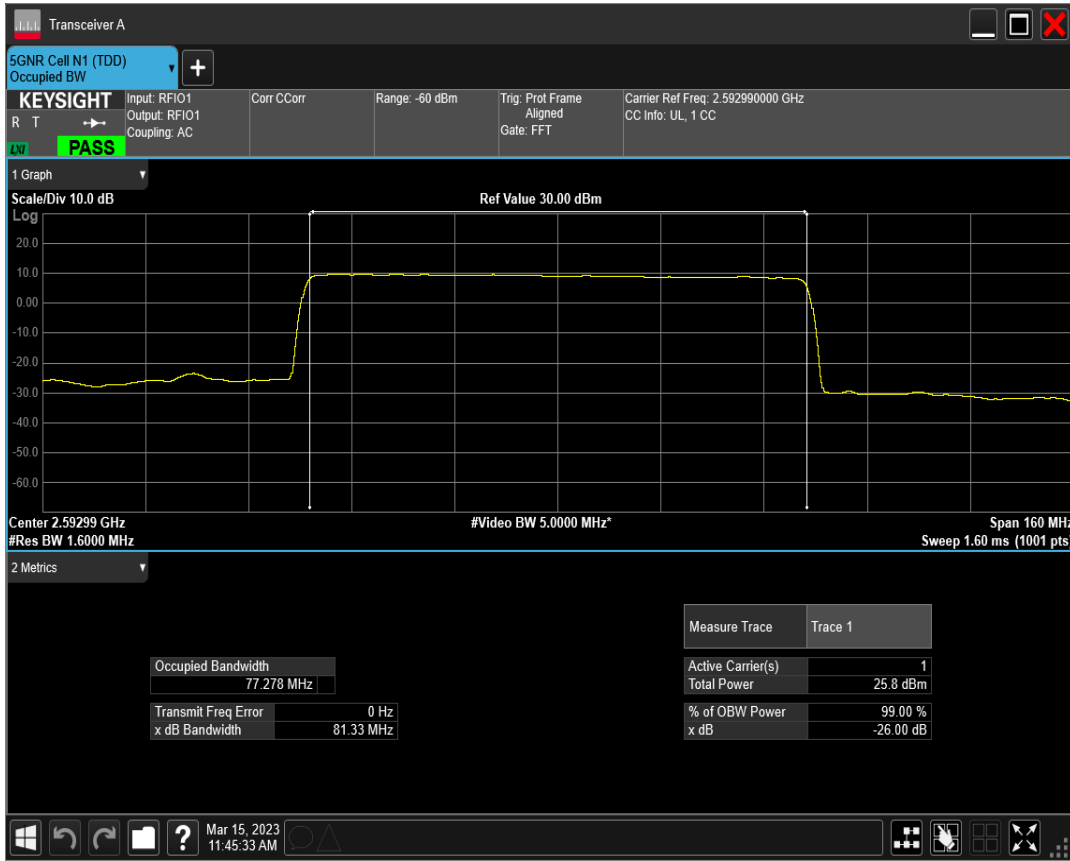 Transceiver A
5GNR Cell N1 (TDD)
Occupied BW
+
KEYSIGHT
R T
LXI
PASS
Input: RFIO1
Output: RFIO1
Coupling: AC
Corr CCorr
Range: -60 dBm
Trig: Prot Frame
Aligned
Gate: FFT
Carrier Ref Freq: 2.592990000 GHz
CC Info: UL, 1 CC
1 Graph
Scale/Div 10.0 dB
Ref Value 30.00 dBm
Log
20.0
10.0
0.00
-10.0
-20.0
-30.0
-40.0
-50.0
-60.0
Center 2.59299 GHz
#Video BW 5.0000 MHz*
Span 160 MHz
#Res BW 1.6000 MHz
Sweep 1.60 ms (1001 pts)
2 Metrics
Measure Trace Trace 1
Occupied Bandwidth
77.278 MHz
Active Carrier(s) 1
Total Power 25.8 dBm
Transmit Freq Error 0 Hz
x dB Bandwidth 81.33 MHz
% of OBW Power 99.00 %
x dB -26.00 dB
?
Mar 15, 2023
11:45:33 AM